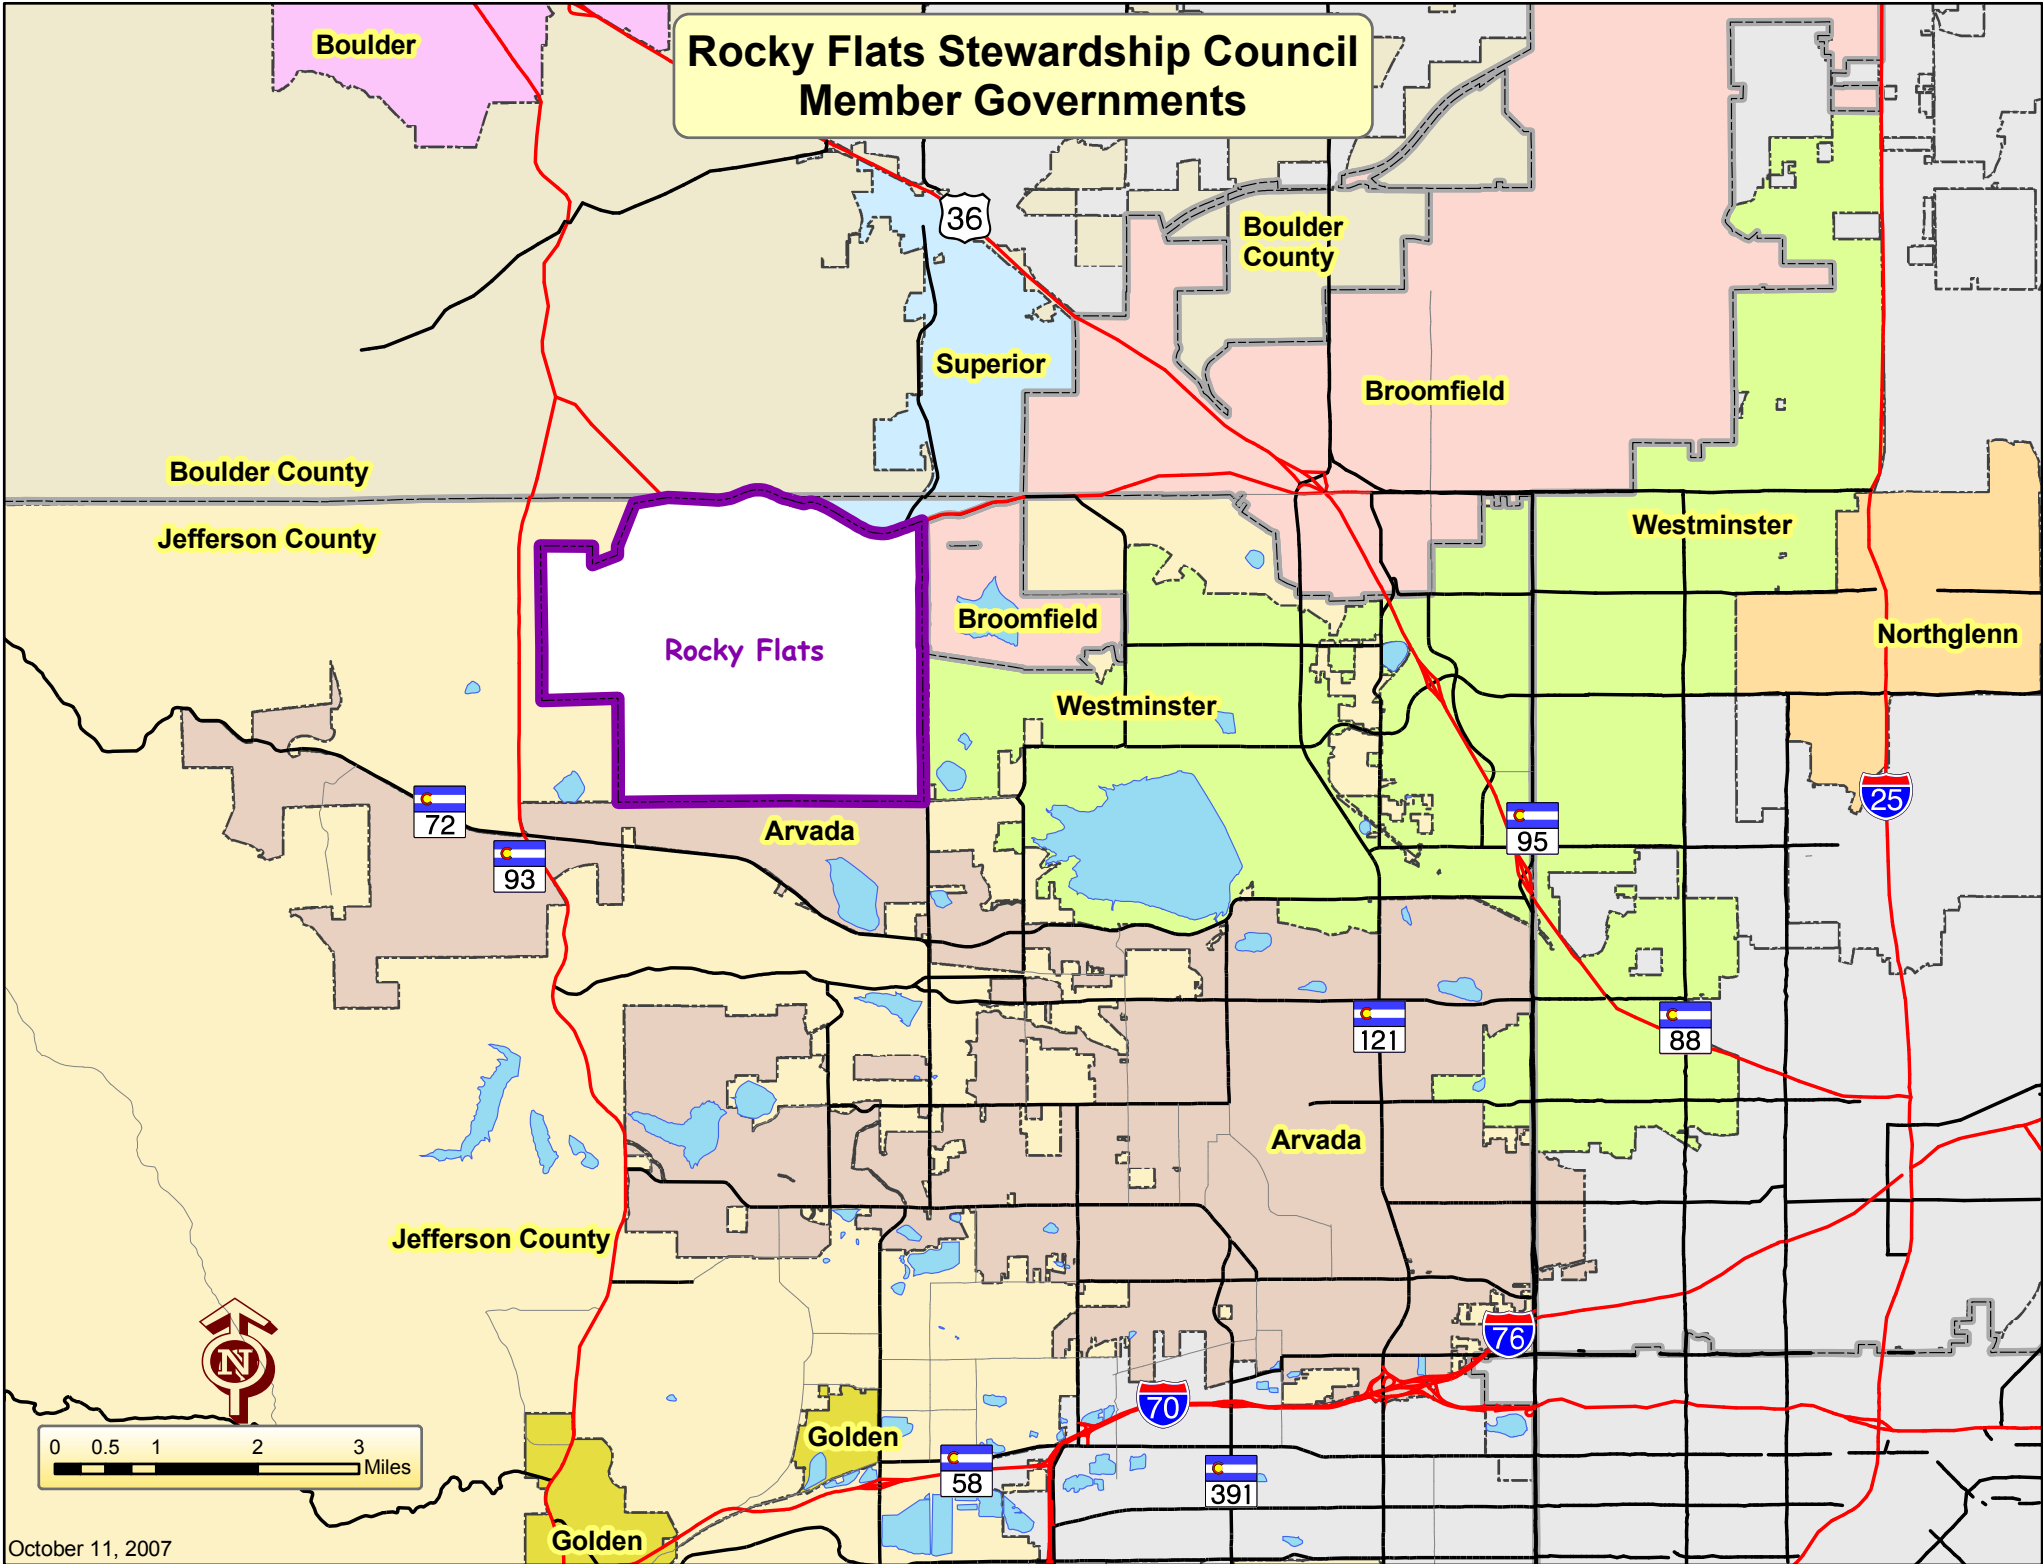 Boulder
Rocky Flats Stewardship Council
Member Governments
36
Boulder
County
Superior
Broomfield
Boulder County
Jefferson County
Westminster
Broomfield
Northglenn
Rocky Flats
Westminster
72
93
Arvada
95
25
121
88
Arvada
Jefferson County
N
76
70
Golden
58
391
0 0.5 1 2 3
Miles
Golden
October 11, 2007